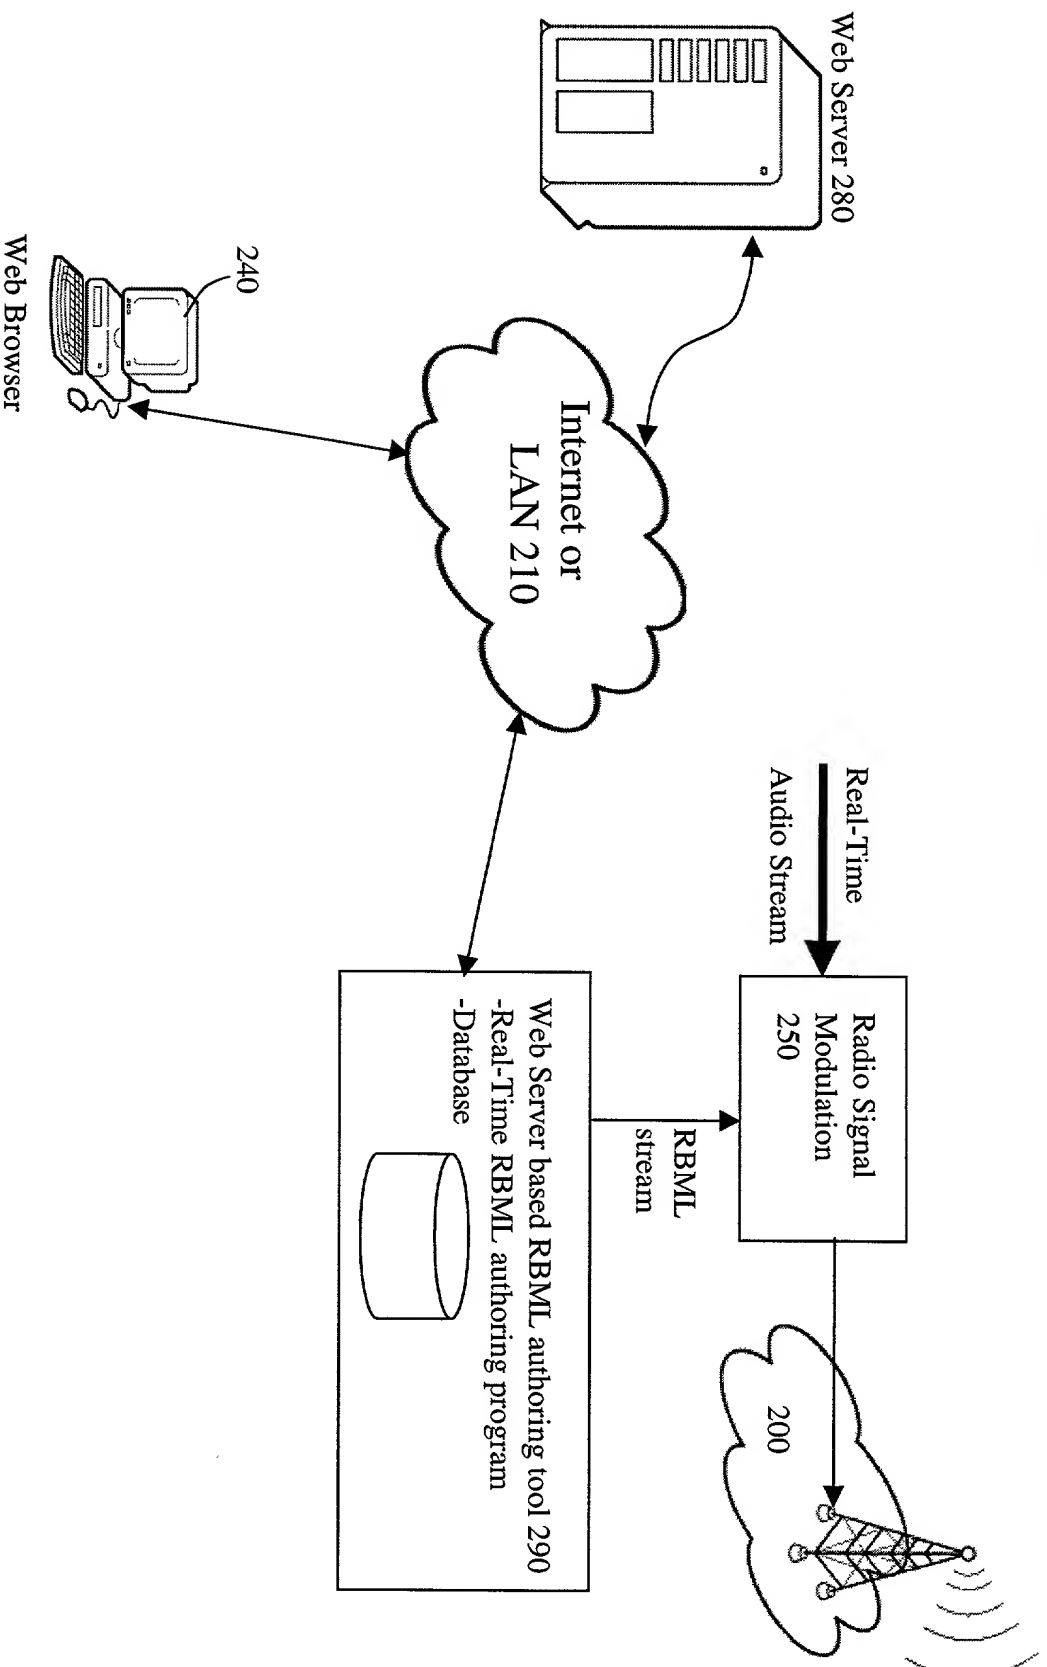 Web Server 280
Real-Time
Audio Stream
Radio Signal
Modulation
250
200
Internet or
LAN 210
RBML
stream
240
Web Browser
Web Server based RBML authoring tool 290
-Real-Time RBML authoring program
-Database